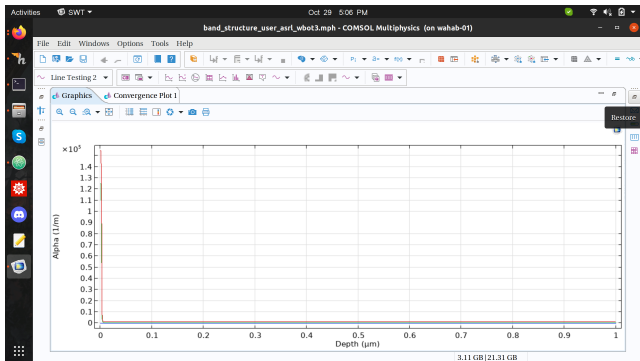 Activities
SWT
Oct 29 5:06 PM
band_structure_user_asrl_wbot3.mph - COMSOL Multiphysics (on wahab-01)
File Edit Windows Options Tools Help
Line Testing 2
Graphics
Convergence Plot 1
Restore
×10⁵
1.4
1.3
1.2
1.1
1
0.9
0.8
0.7
0.6
0.5
0.4
0.3
0.2
0.1
0
Alpha (1/m)
0 0.1 0.2 0.3 0.4 0.5 0.6 0.7 0.8 0.9 1
Depth (μm)
3.11 GB | 21.31 GB